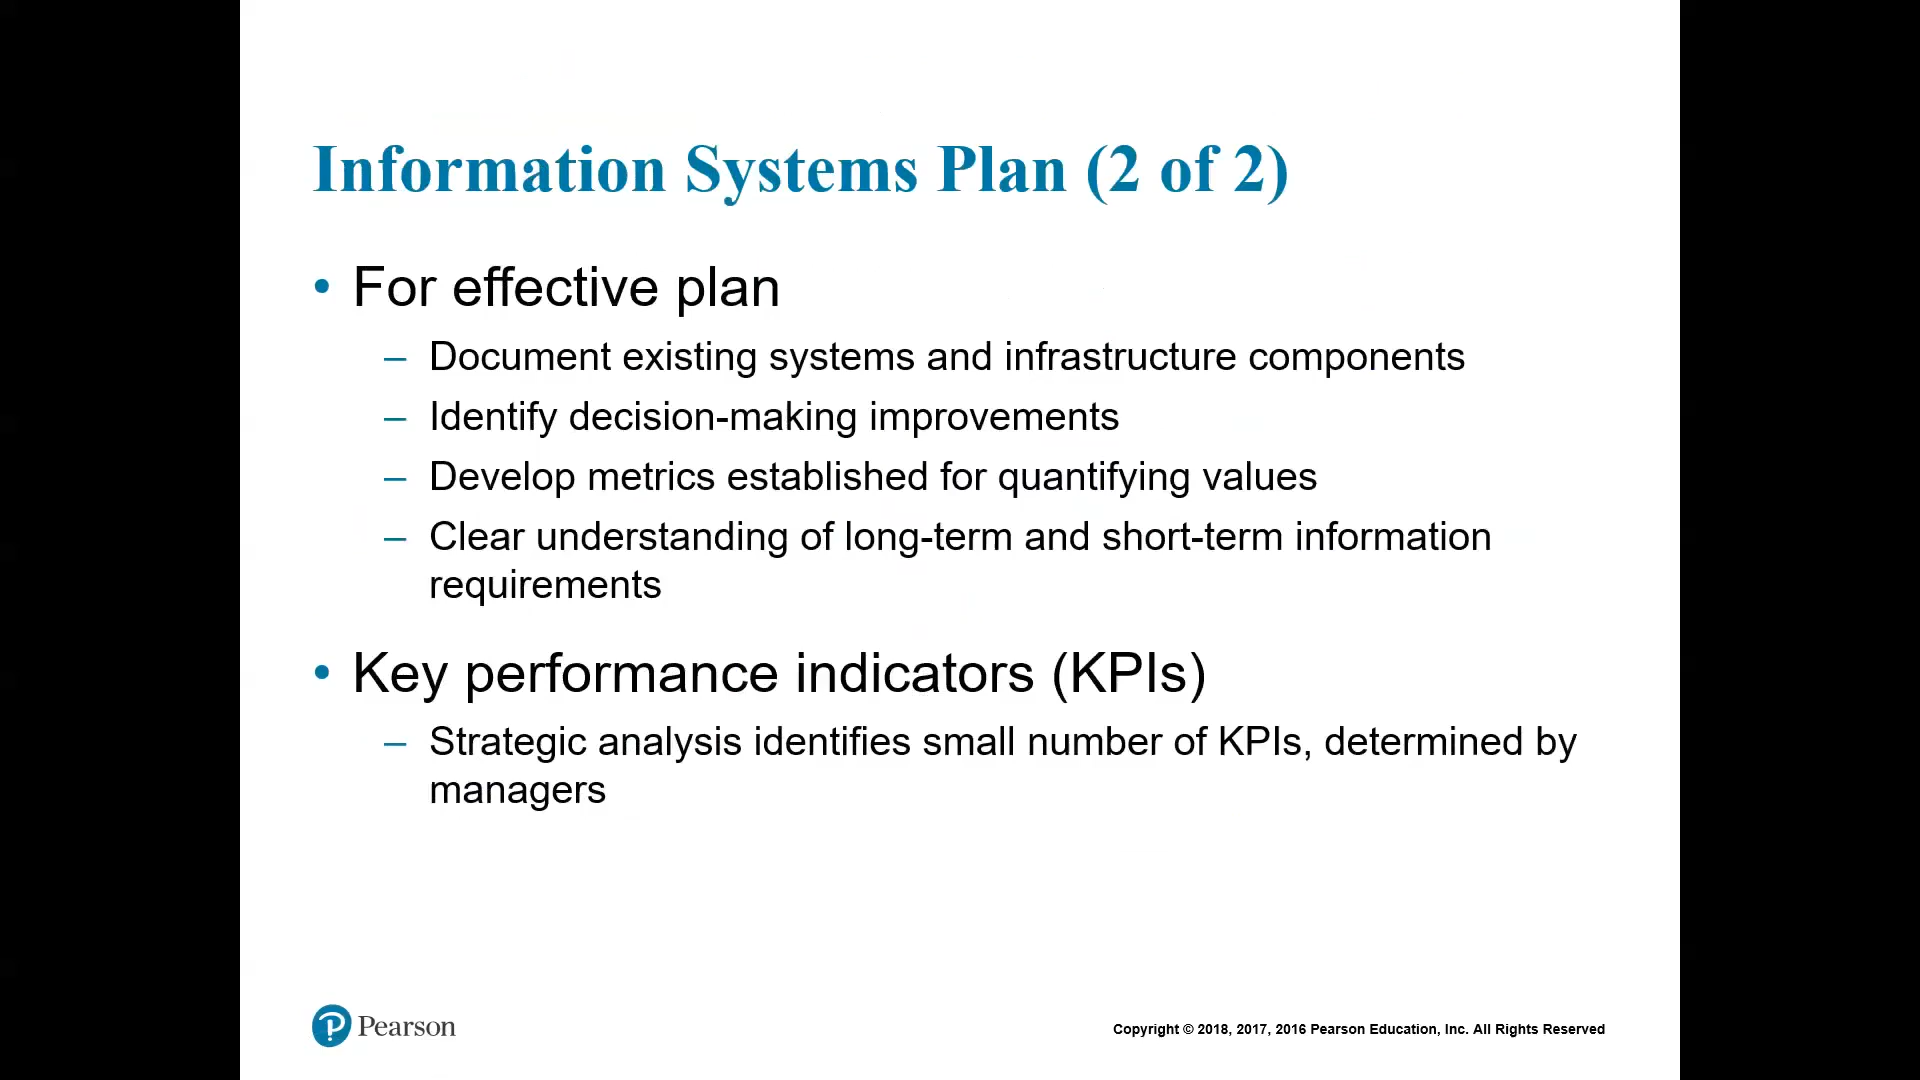 Information Systems Plan (2 of 2)
• For effective plan
– Document existing systems and infrastructure components
– Identify decision-making improvements
– Develop metrics established for quantifying values
– Clear understanding of long-term and short-term information
requirements
• Key performance indicators (KPIs)
– Strategic analysis identifies small number of KPIs, determined by
managers
Pearson
Copyright © 2018, 2017, 2016 Pearson Education, Inc. All Rights Reserved